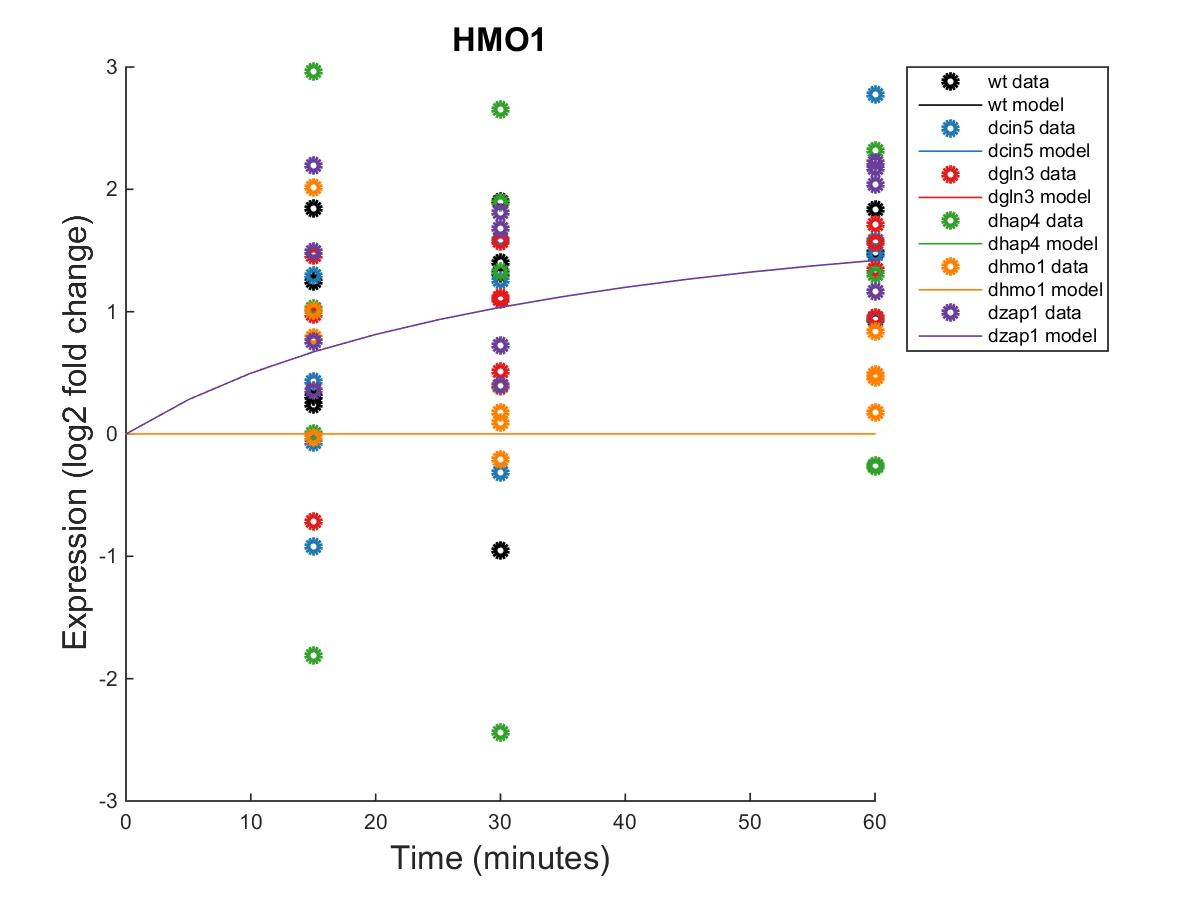 HMO1
3
2
1
0
-1
-2
-3
Expression (log2 fold change)
0 10 20 30 40 50 60
Time (minutes)
wt data
wt model
dcin5 data
dcin5 model
dgln3 data
dgln3 model
dhap4 data
dhap4 model
dhmo1 data
dhmo1 model
dzap1 data
dzap1 model